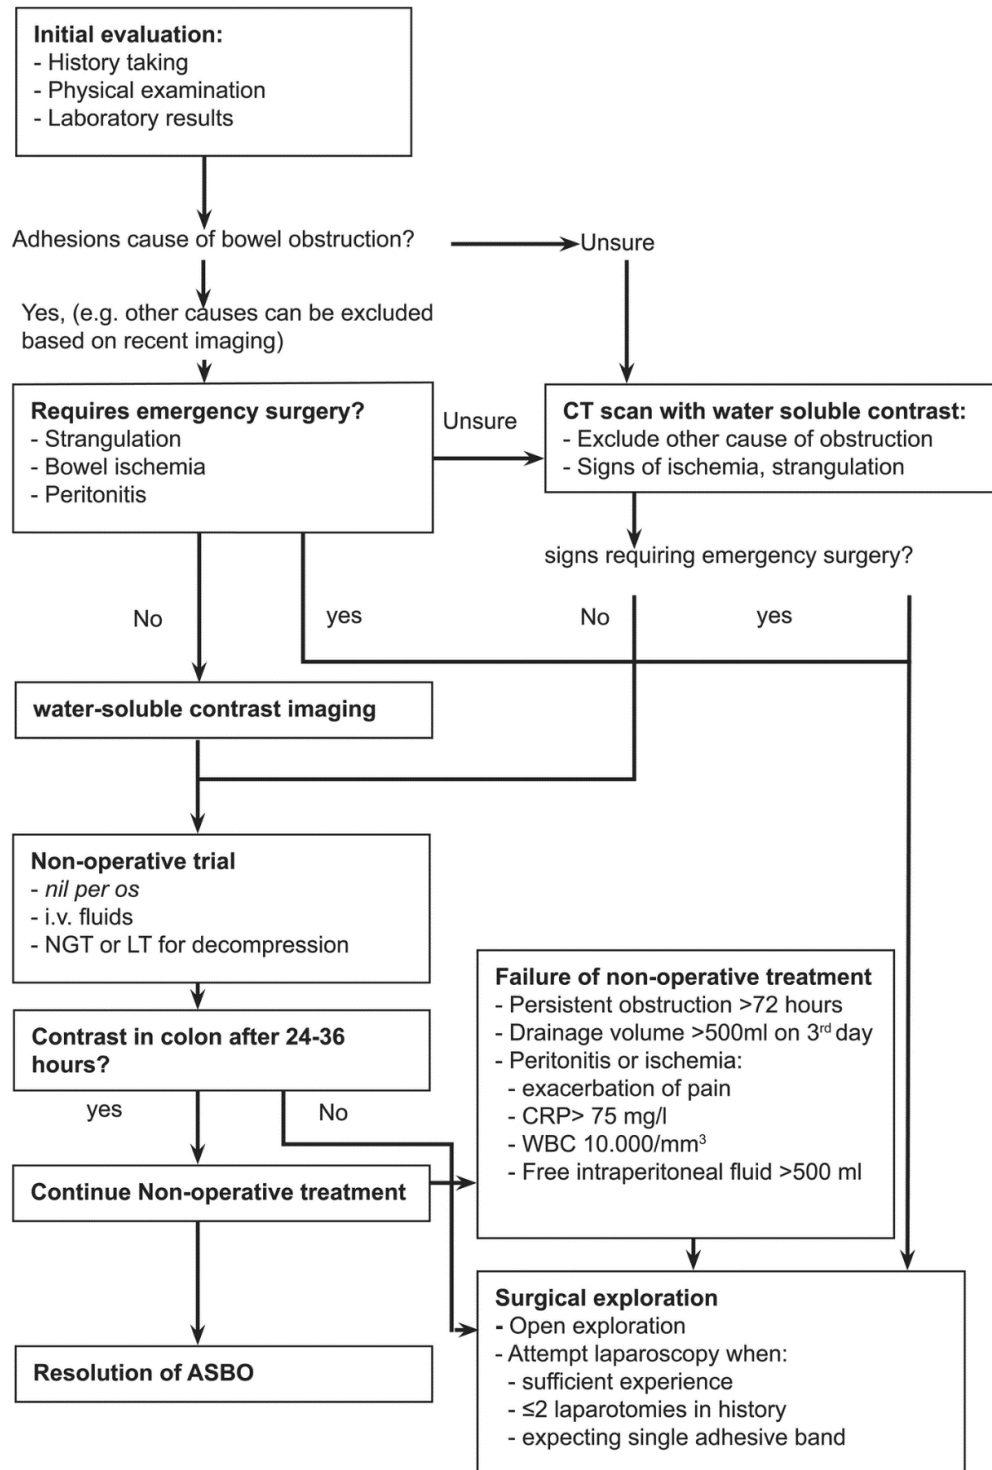 Initial evaluation:
- History taking
- Physical examination
- Laboratory results
Adhesions cause of bowel obstruction?
Unsure
Yes, (e.g. other causes can be excluded
based on recent imaging)
Requires emergency surgery?
- Strangulation
- Bowel ischemia
- Peritonitis
Unsure
CT scan with water soluble contrast:
- Exclude other cause of obstruction
- Signs of ischemia, strangulation
signs requiring emergency surgery?
No
yes
No
yes
water-soluble contrast imaging
Non-operative trial
- nil per os
- i.v. fluids
- NGT or LT for decompression
Contrast in colon after 24-36
hours?
yes
No
Continue Non-operative treatment
Failure of non-operative treatment
- Persistent obstruction >72 hours
- Drainage volume >500ml on 3rd day
- Peritonitis or ischemia:
- exacerbation of pain
- CRP> 75 mg/l
- WBC 10.000/mm³
- Free intraperitoneal fluid >500 ml
Resolution of ASBO
Surgical exploration
- Open exploration
- Attempt laparoscopy when:
- sufficient experience
- ≤2 laparotomies in history
- expecting single adhesive band